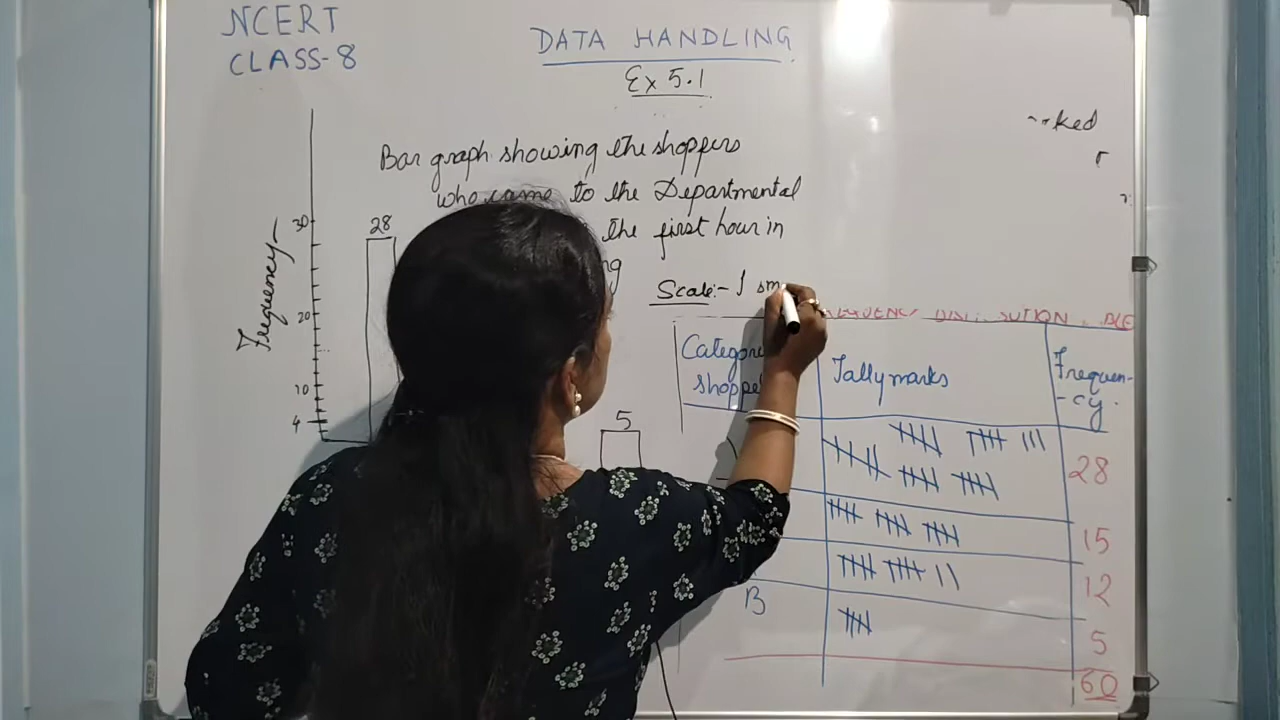 NCERT
CLASS-8
DATA HANDLING
Ex 5.1
Bar graph showing the shoppers
who came to the Departmental
the first hour in
Scale:- 1 sm
Frequency
30
20
10
4
28
5
Tallymarks
Frequen-
-cy.
28
15
12
B
5
60